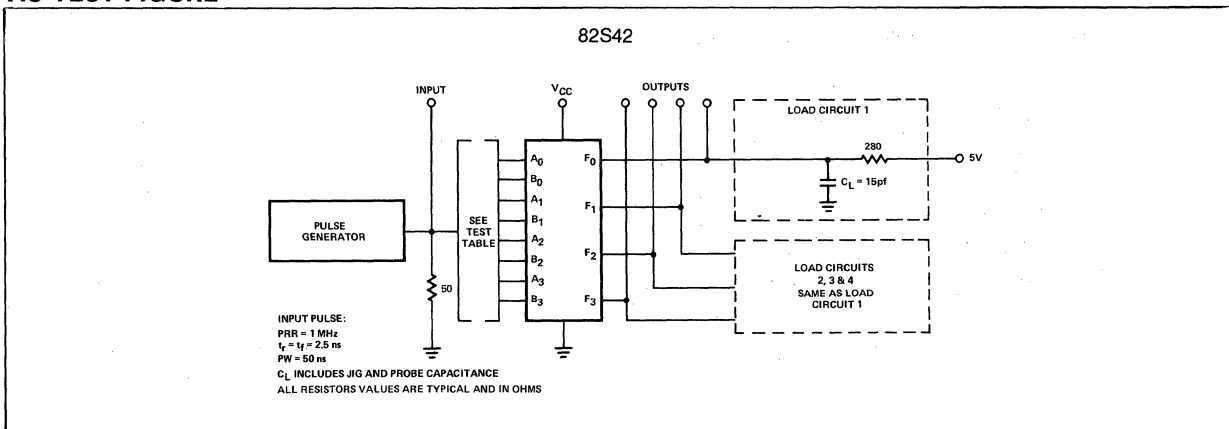 82S42
INPUT
VCC
OUTPUTS
LOAD CIRCUIT 1
280
5V
CL = 15pf
PULSE
GENERATOR
50
SEE
TEST
TABLE
A0
B0
A1
B1
A2
B2
A3
B3
F0
F1
F2
F3
LOAD CIRCUITS
2, 3 & 4
SAME AS LOAD
CIRCUIT 1
INPUT PULSE:
PRR = 1 MHz
tr = tf = 2.5 ns
PW = 50 ns
CL INCLUDES JIG AND PROBE CAPACITANCE
ALL RESISTORS VALUES ARE TYPICAL AND IN OHMS